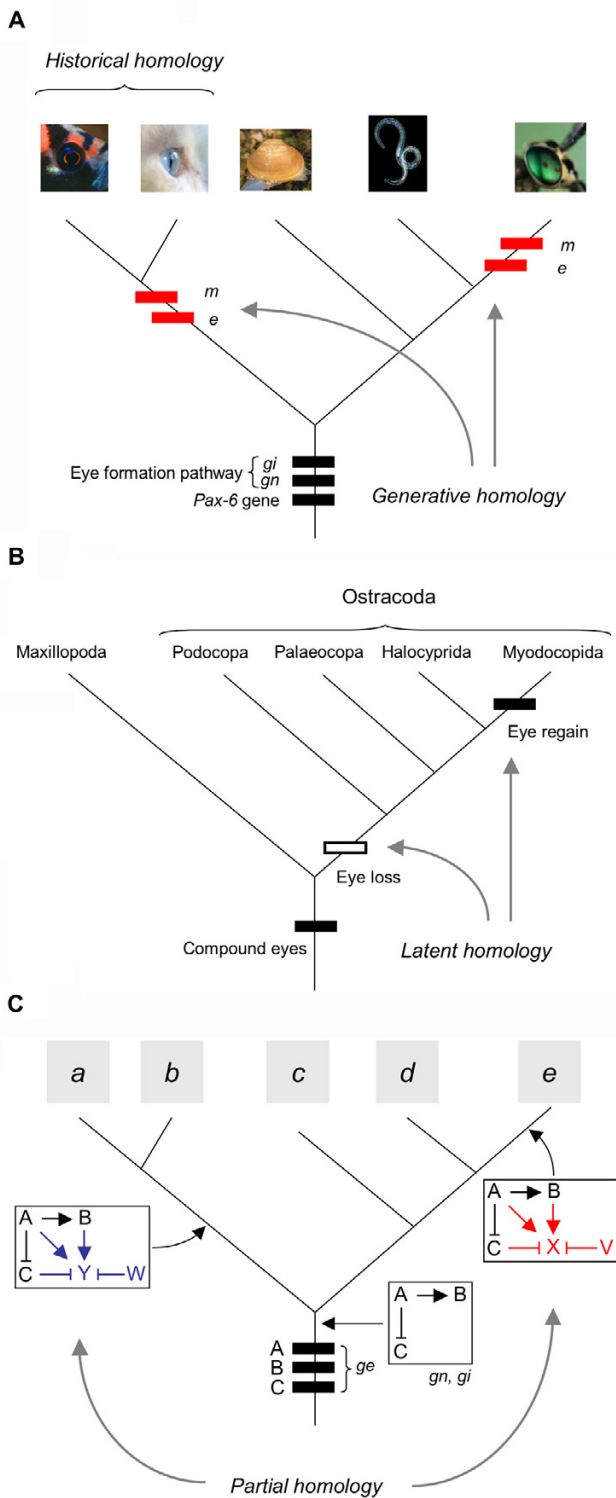 A
Historical homology
m
e
m
e
Eye formation pathway
gi
gn
Pax-6 gene
Generative homology
B
Ostracoda
Maxillopoda Podocopa Palaeocopa Halocyprida Myodocopida
Eye regain
Eye loss
Compound eyes
Latent homology
C
a b c d e
A B
C Y W
A B
C X V
A B
C
gn, gi
A
B
C
ge
Partial homology